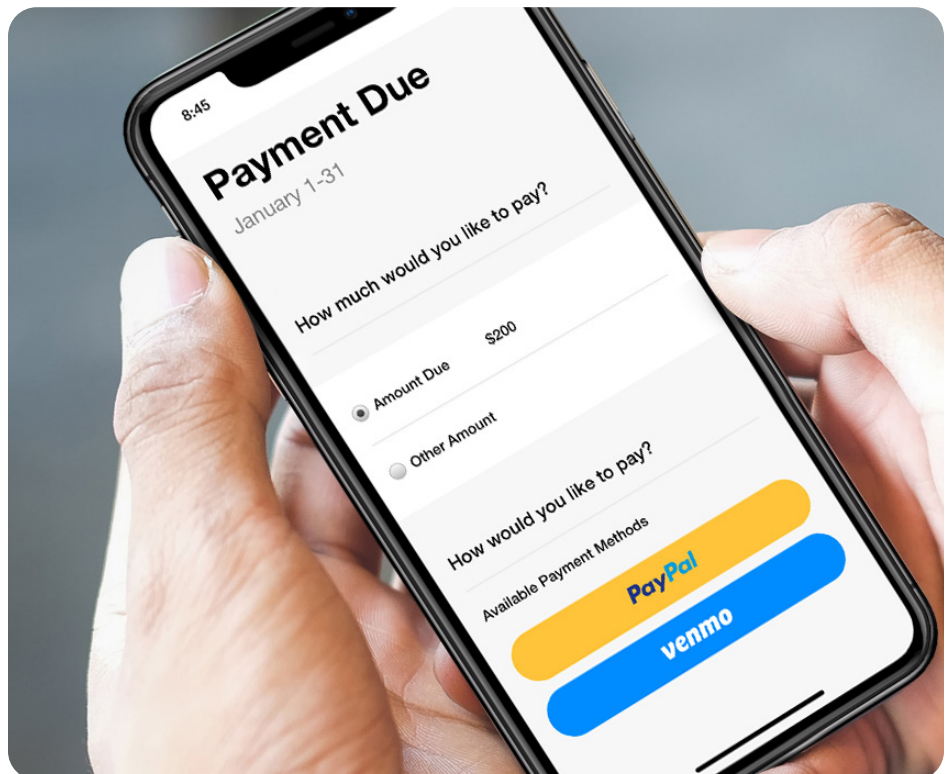 8:45
Payment Due
January 1-31
How much would you like to pay?
Amount Due $200
Other Amount
How would you like to pay?
Available Payment Methods
PayPal
venmo